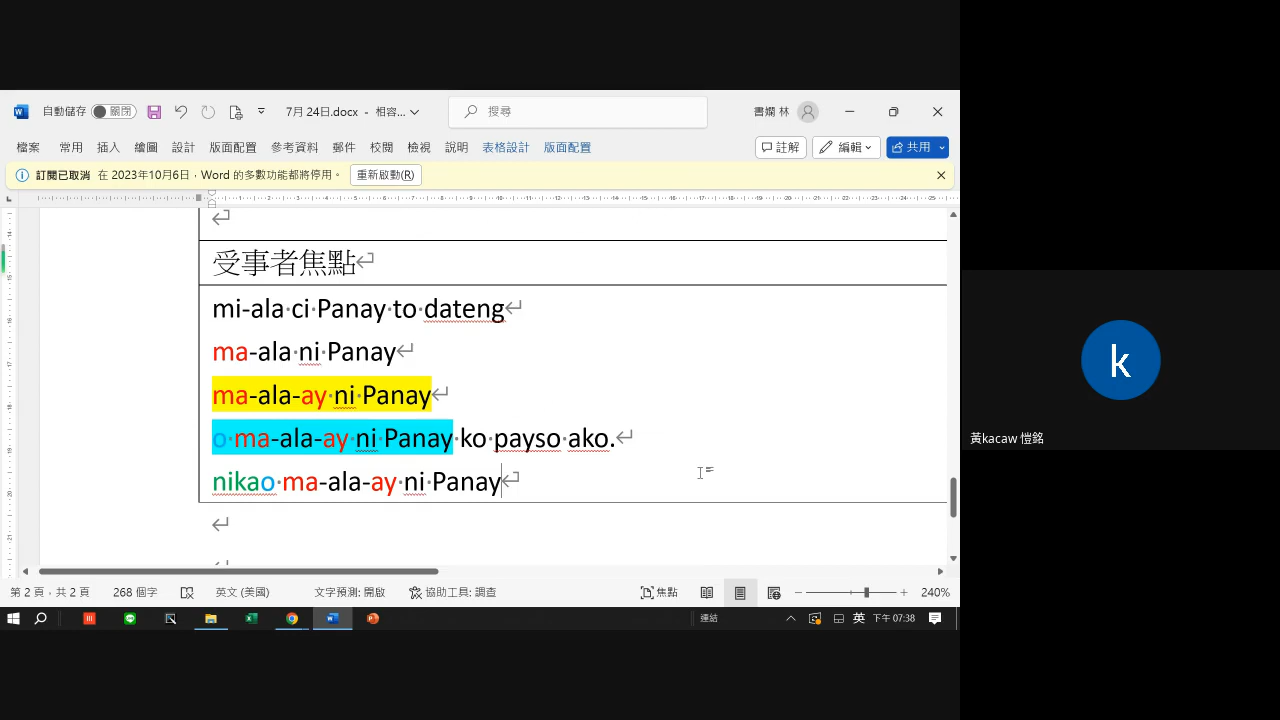 自動儲存 關閉 7月 24日.docx - 相容... 搜尋 書嫻 林
檔案 常用 插入 繪圖 設計 版面配置 參考資料 郵件 校閱 檢視 說明 表格設計 版面配置 註解 編輯 共用
訂閱已取消 在 2023年10月6日,Word 的多數功能都將停用。 重新啟動(R)
受事者焦點
mi-ala ci Panay to dateng
ma-ala ni Panay
ma-ala-ay ni Panay
o ma-ala-ay ni Panay ko payso ako.
nikao ma-ala-ay ni Panay
k
黃kacaw 愷銘
第 2 頁,共 2 頁 268 個字 英文 (美國) 文字預測: 開啟 協助工具: 調查 焦點 240%
連結 英 下午 07:38